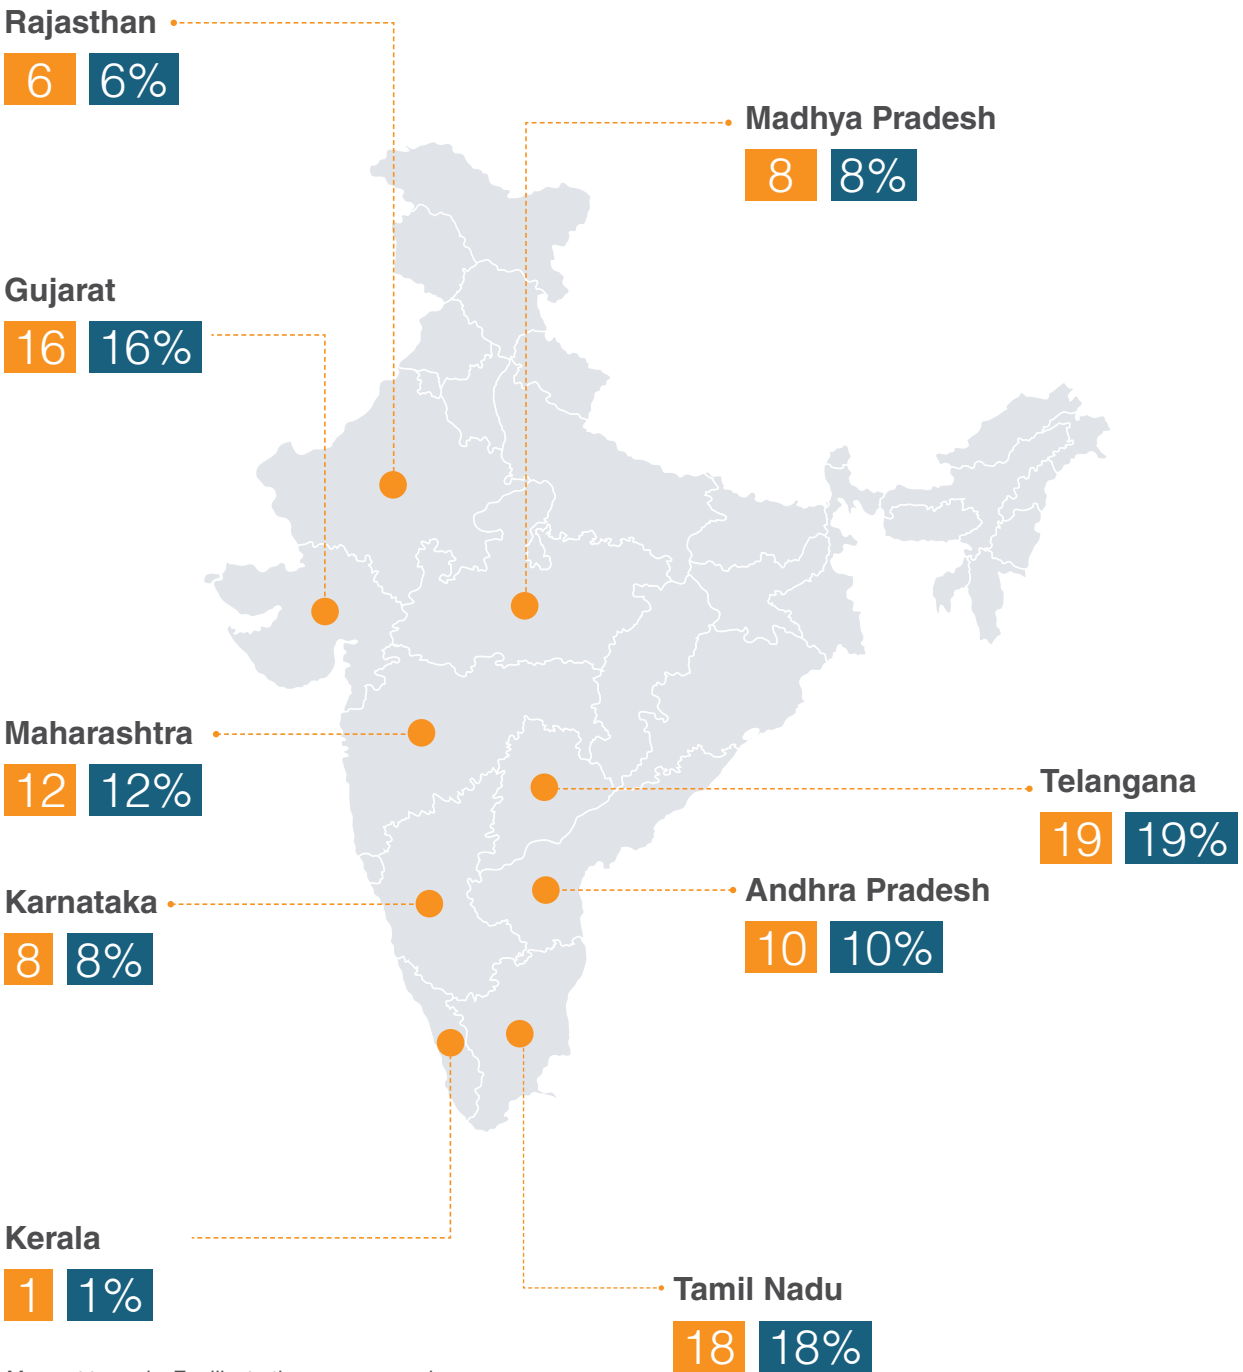 Rajasthan
6 6%
Madhya Pradesh
8 8%
Gujarat
16 16%
Maharashtra
12 12%
Telangana
19 19%
Karnataka
8 8%
Andhra Pradesh
10 10%
Kerala
1 1%
Tamil Nadu
18 18%